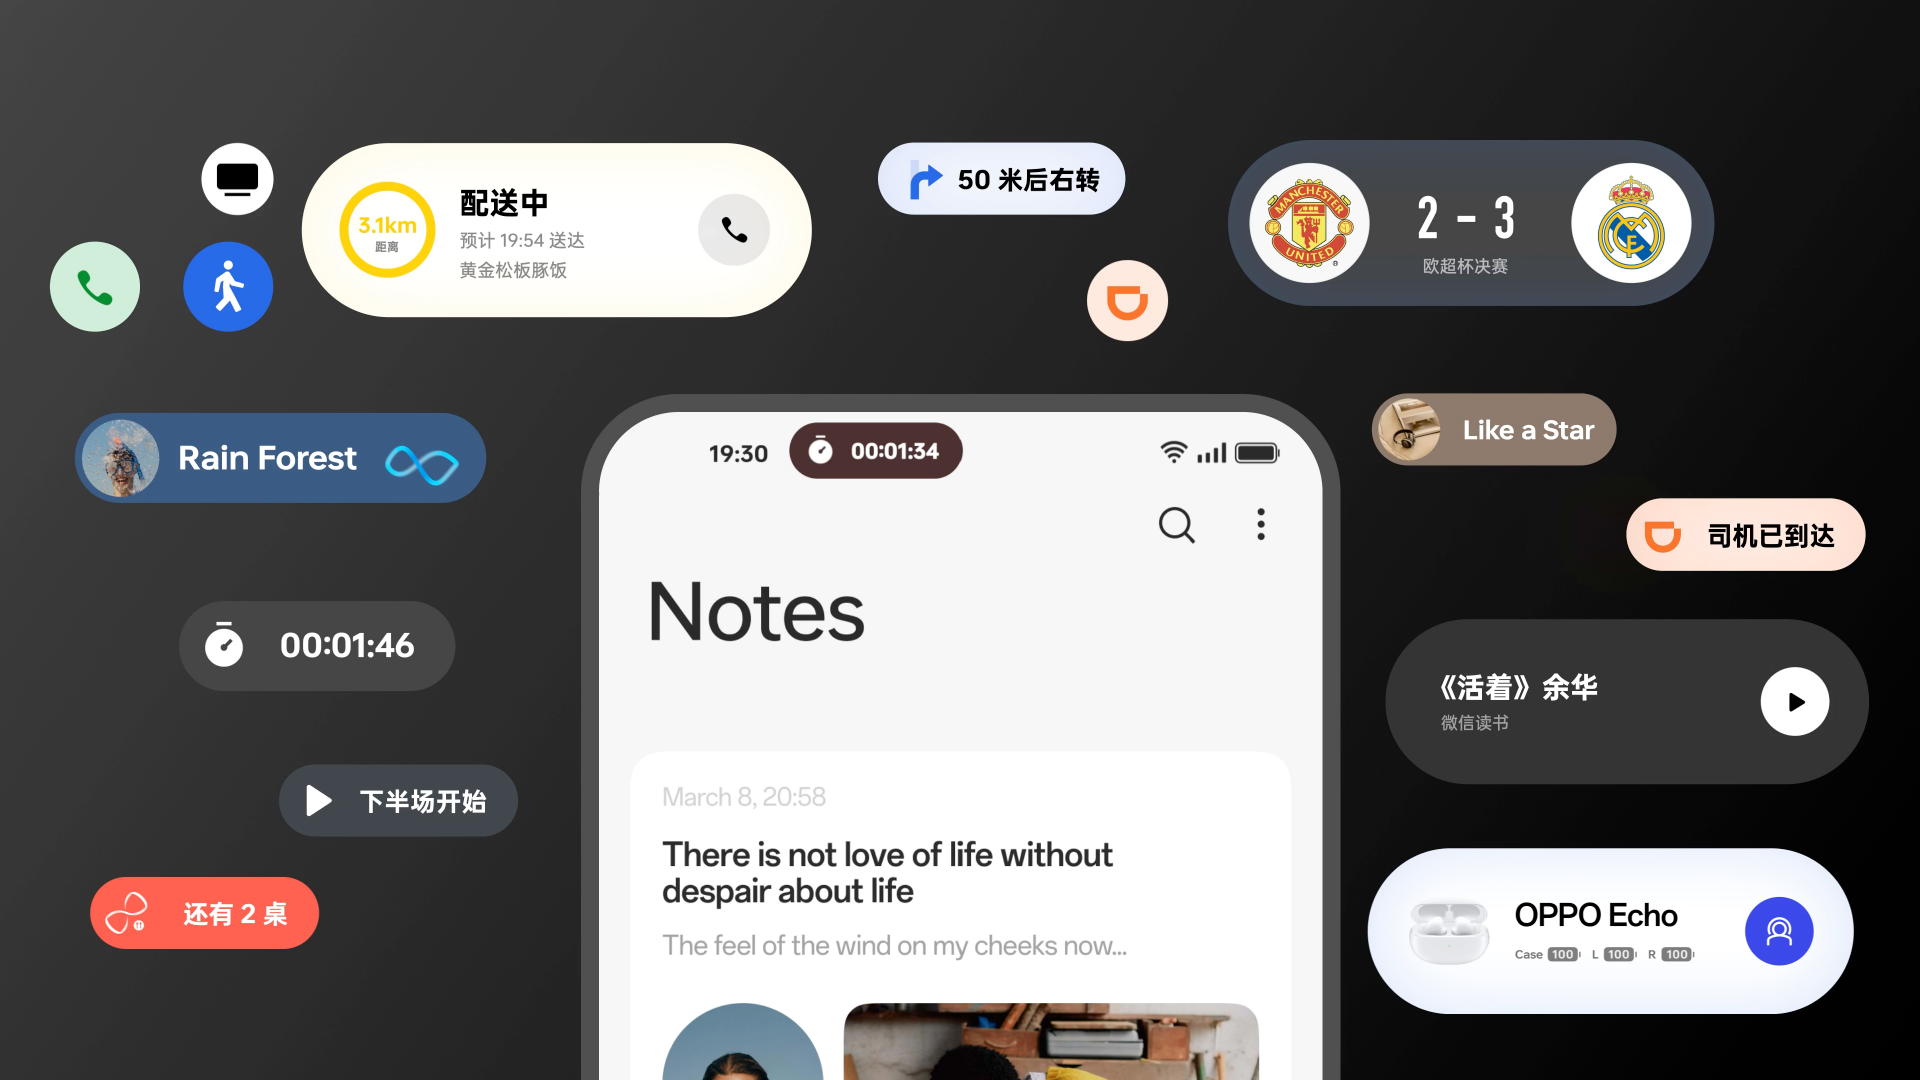 3.1km
距离
配送中
预计 19:54 送达
黄金松板豚饭
50 米后右转
MANCHESTER
UNITED
®
2 - 3
欧超杯决赛
Rain Forest
19:30
00:01:34
Like a Star
司机已到达
Notes
00:01:46
《活着》余华
微信读书
下半场开始
March 8, 20:58
There is not love of life without
despair about life
The feel of the wind on my cheeks now...
还有 2 桌
OPPO Echo
Case 100 L 100 R 100